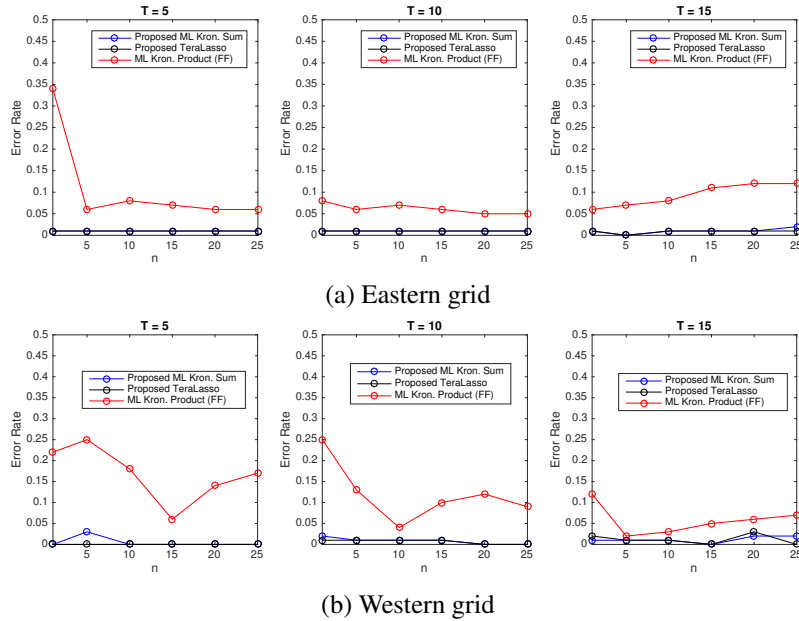 T = 5
T = 10
T = 15
0.5
0.45
0.4
0.35
0.3
0.25
0.2
0.15
0.1
0.05
0
Error Rate
Proposed ML Kron. Sum
Proposed TeraLasso
ML Kron. Product (FF)
5 10 15 20 25
n
0.5
0.45
0.4
0.35
0.3
0.25
0.2
0.15
0.1
0.05
0
Error Rate
Proposed ML Kron. Sum
Proposed TeraLasso
ML Kron. Product (FF)
5 10 15 20 25
n
0.5
0.45
0.4
0.35
0.3
0.25
0.2
0.15
0.1
0.05
0
Error Rate
Proposed ML Kron. Sum
Proposed TeraLasso
ML Kron. Product (FF)
5 10 15 20 25
n
(a) Eastern grid
T = 5
T = 10
T = 15
0.5
0.45
0.4
0.35
0.3
0.25
0.2
0.15
0.1
0.05
0
Error Rate
Proposed ML Kron. Sum
Proposed TeraLasso
ML Kron. Product (FF)
5 10 15 20 25
n
0.5
0.45
0.4
0.35
0.3
0.25
0.2
0.15
0.1
0.05
0
Error Rate
Proposed ML Kron. Sum
Proposed TeraLasso
ML Kron. Product (FF)
5 10 15 20 25
n
0.5
0.45
0.4
0.35
0.3
0.25
0.2
0.15
0.1
0.05
0
Error Rate
Proposed ML Kron. Sum
Proposed TeraLasso
ML Kron. Product (FF)
5 10 15 20 25
n
(b) Western grid